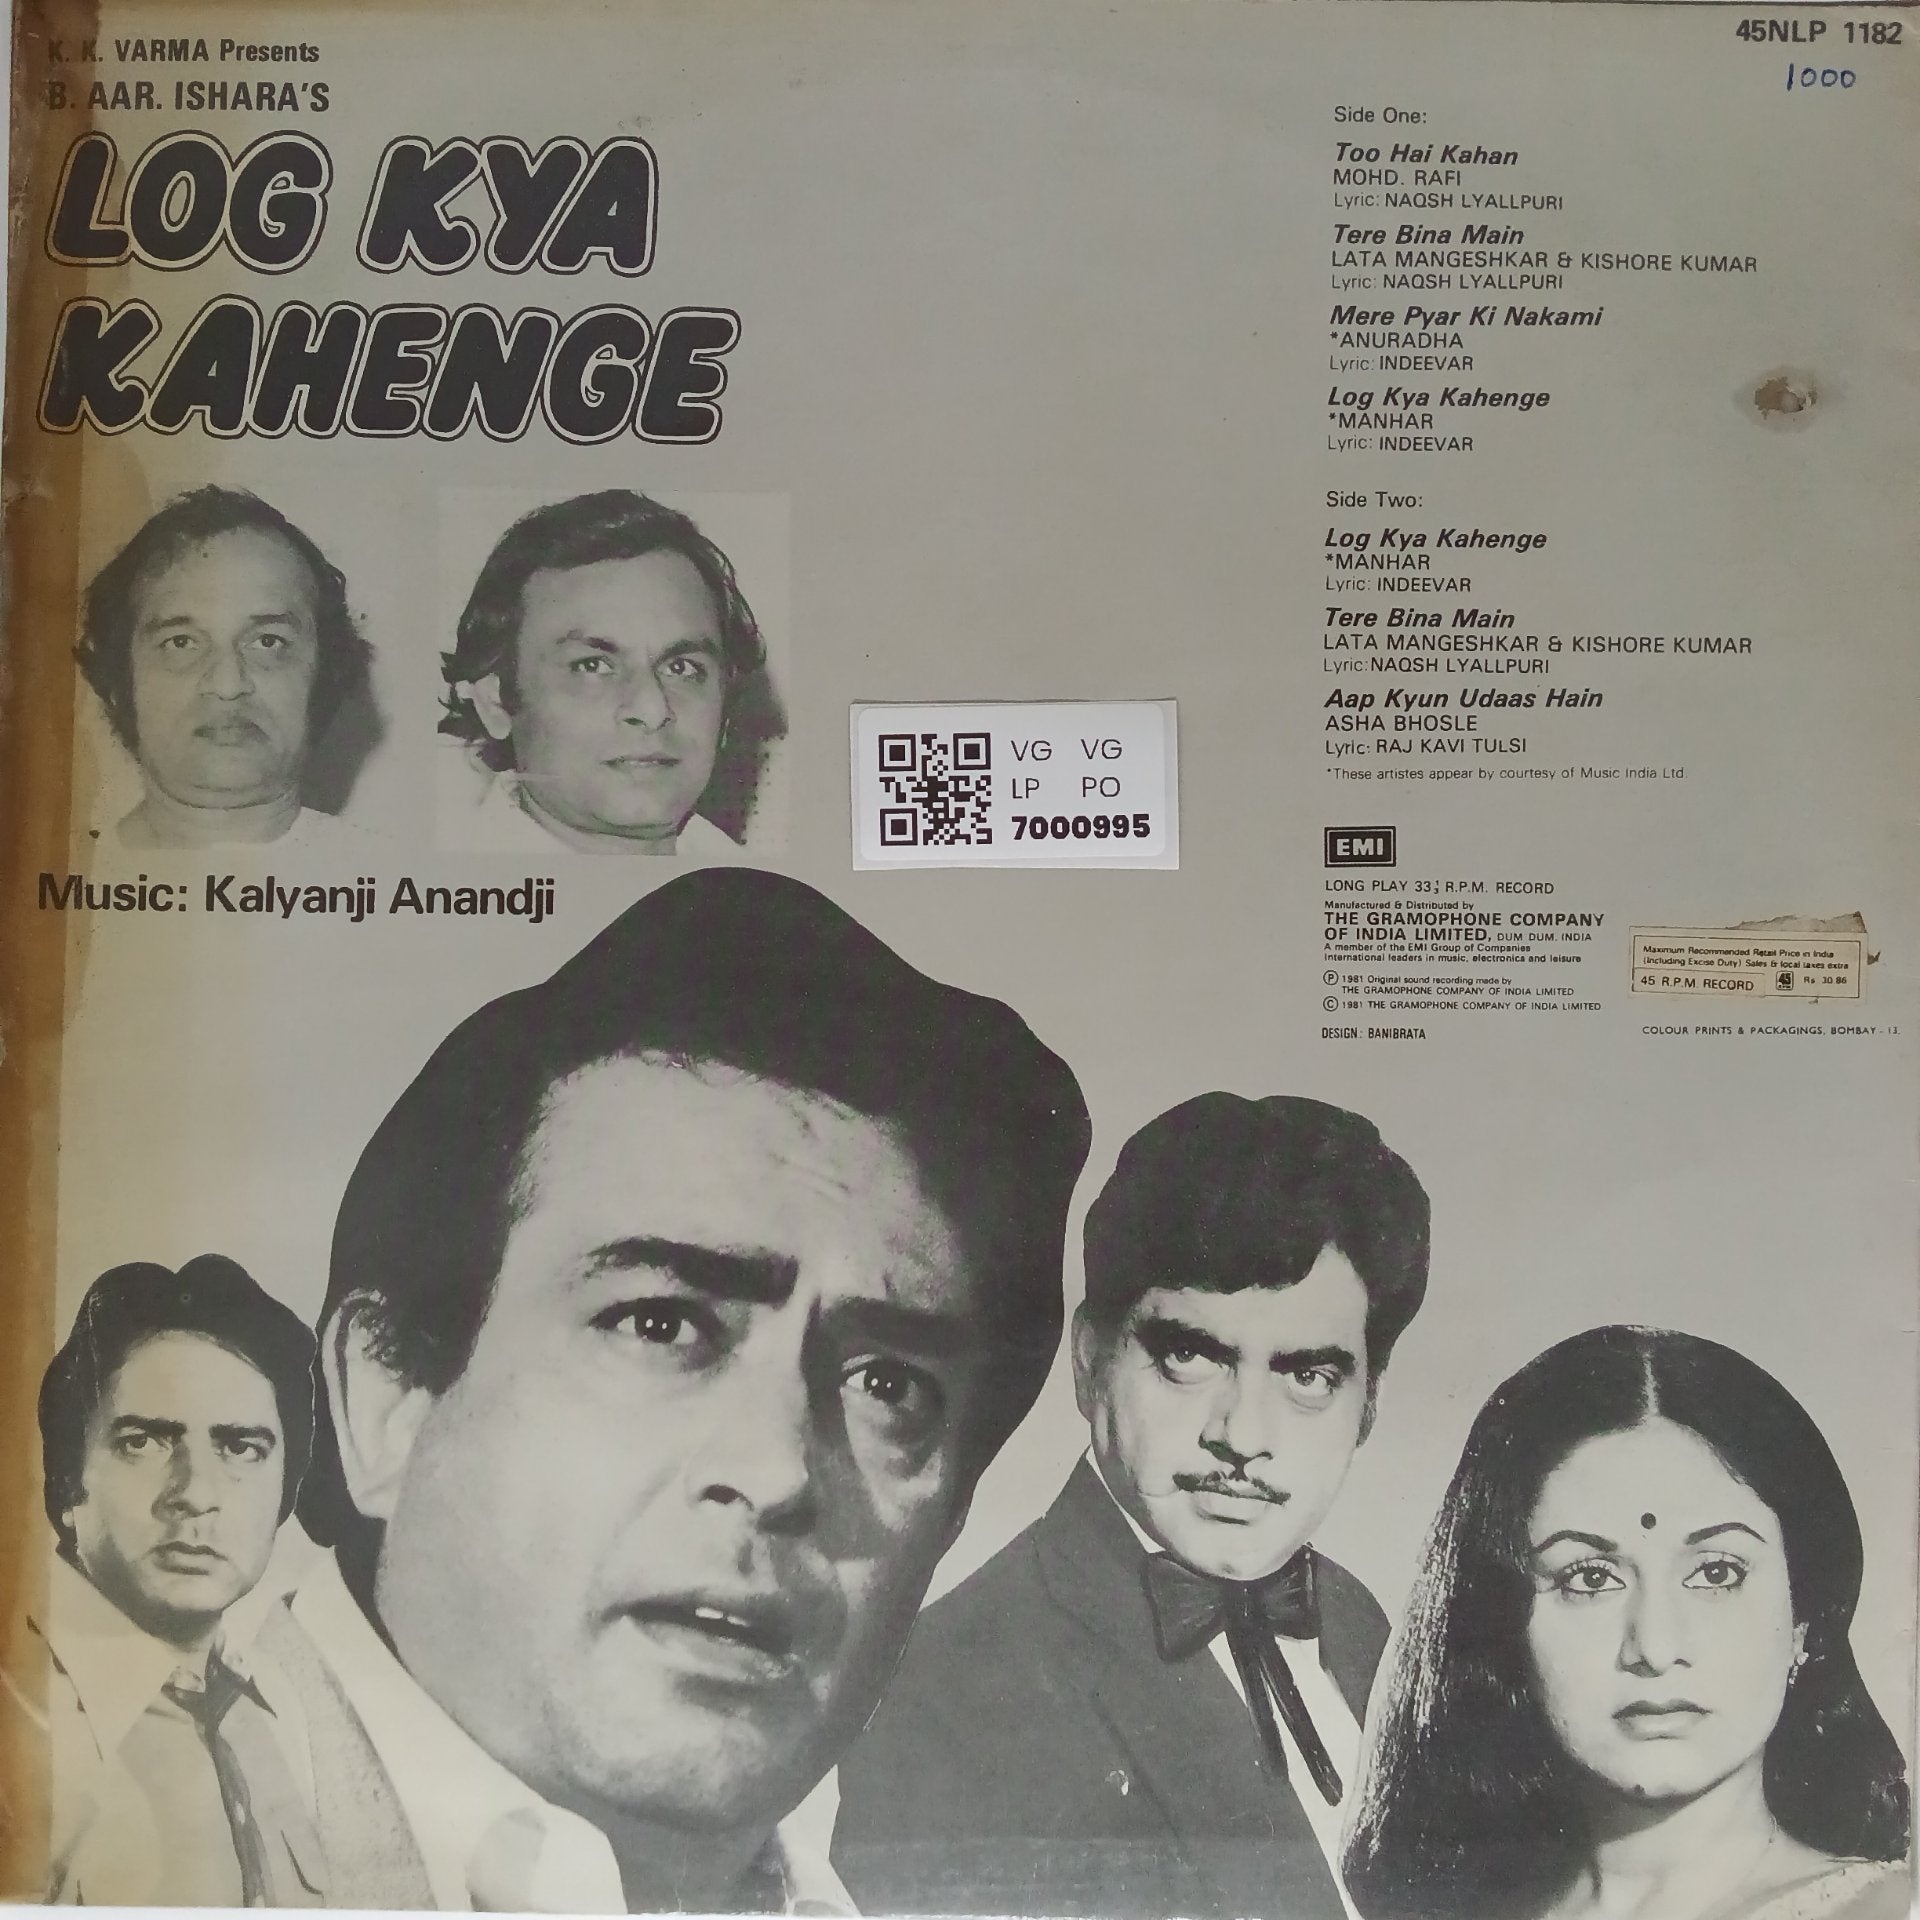 K. K. VARMA Presents
B. AAR. ISHARA'S
LOG KYA
KAHENGE
Music: Kalyanji Anandji
45NLP 1182
1000
Side One:
Too Hai Kahan
MOHD. RAFI
Lyric: NAQSH LYALLPURI
Tere Bina Main
LATA MANGESHKAR & KISHORE KUMAR
Lyric: NAQSH LYALLPURI
Mere Pyar Ki Nakami
*ANURADHA
Lyric: INDEEVAR
Log Kya Kahenge
*MANHAR
Lyric: INDEEVAR
Side Two:
Log Kya Kahenge
*MANHAR
Lyric: INDEEVAR
Tere Bina Main
LATA MANGESHKAR & KISHORE KUMAR
Lyric: NAQSH LYALLPURI
Aap Kyun Udaas Hain
ASHA BHOSLE
Lyric: RAJ KAVI TULSI
*These artistes appear by courtesy of Music India Ltd.
VG VG
LP PO
7000995
EMI
LONG PLAY 33⅓ R.P.M. RECORD
Manufactured & Distributed by
THE GRAMOPHONE COMPANY
OF INDIA LIMITED, DUM DUM, INDIA
A member of the EMI Group of Companies
International leaders in music, electronics and leisure
Ⓟ 1981 Original sound recording made by
THE GRAMOPHONE COMPANY OF INDIA LIMITED
© 1981 THE GRAMOPHONE COMPANY OF INDIA LIMITED
DESIGN: BANIBRATA
Maximum Recommended Retail Price in India
(Including Excise Duty) Sales & local taxes extra
45 R.P.M. RECORD 45 Rs. 30.86
COLOUR PRINTS & PACKAGINGS, BOMBAY - 13.